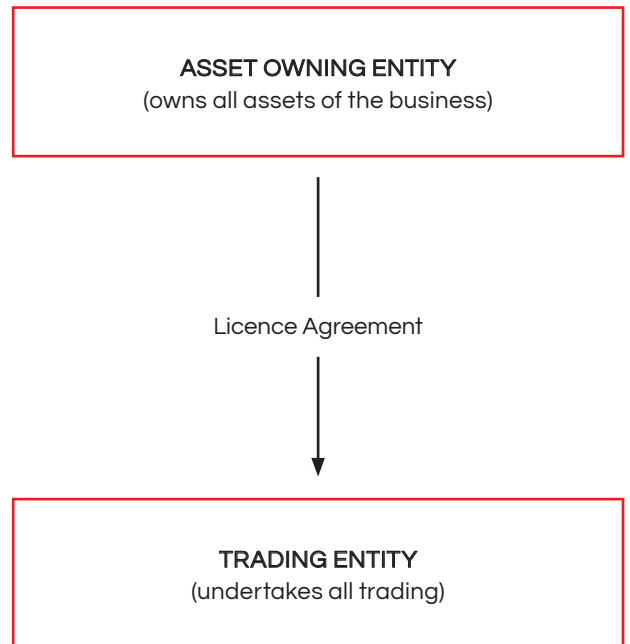 ASSET OWNING ENTITY
(owns all assets of the business)
Licence Agreement
TRADING ENTITY
(undertakes all trading)